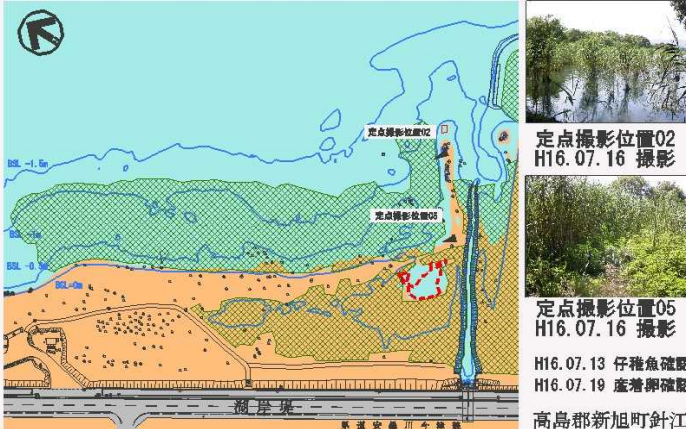 定点撮影位置02
定点撮影位置05
BSL -1.5m
BSL -1m
BSL -0.5m
BSL-0m
湖岸堤
定点撮影位置02
H16.07.16 撮影
定点撮影位置05
H16.07.16 撮影
H16.07.13 仔稚魚確認
H16.07.19 産着卵確認
高島郡新旭町針江